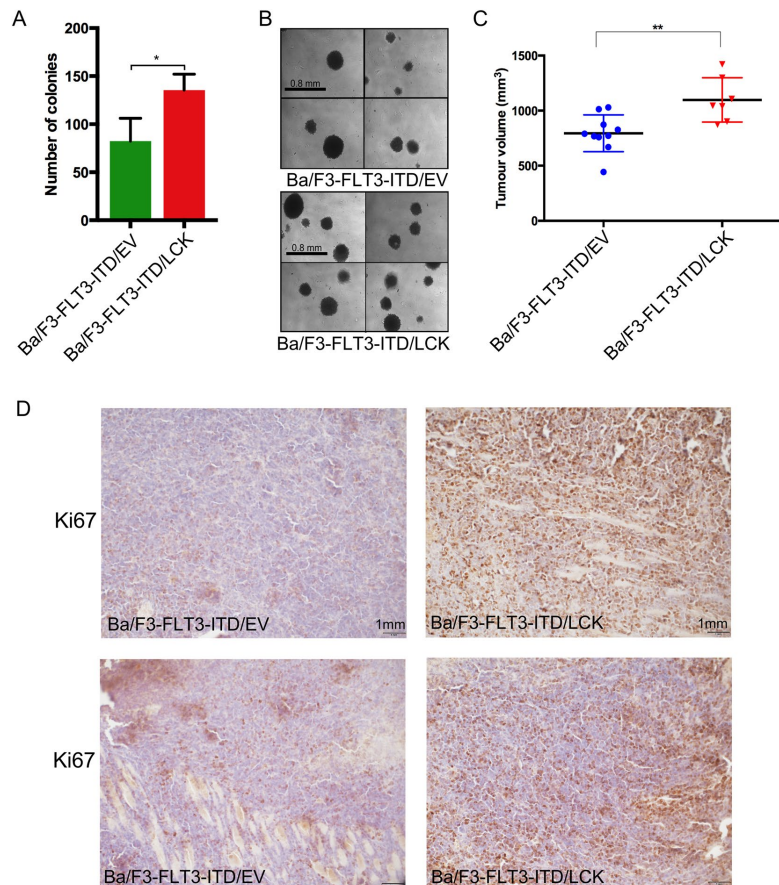 A
Number of colonies
200
150
100
50
0
*
Ba/F3-FLT3-ITD/EV
Ba/F3-FLT3-ITD/LCK
B
0.8 mm
Ba/F3-FLT3-ITD/EV
0.8 mm
Ba/F3-FLT3-ITD/LCK
C
Tumour volume (mm³)
1500
1000
500
0
**
Ba/F3-FLT3-ITD/EV
Ba/F3-FLT3-ITD/LCK
D
Ki67
Ba/F3-FLT3-ITD/EV
1mm
Ba/F3-FLT3-ITD/LCK
1mm
Ki67
Ba/F3-FLT3-ITD/EV
Ba/F3-FLT3-ITD/LCK